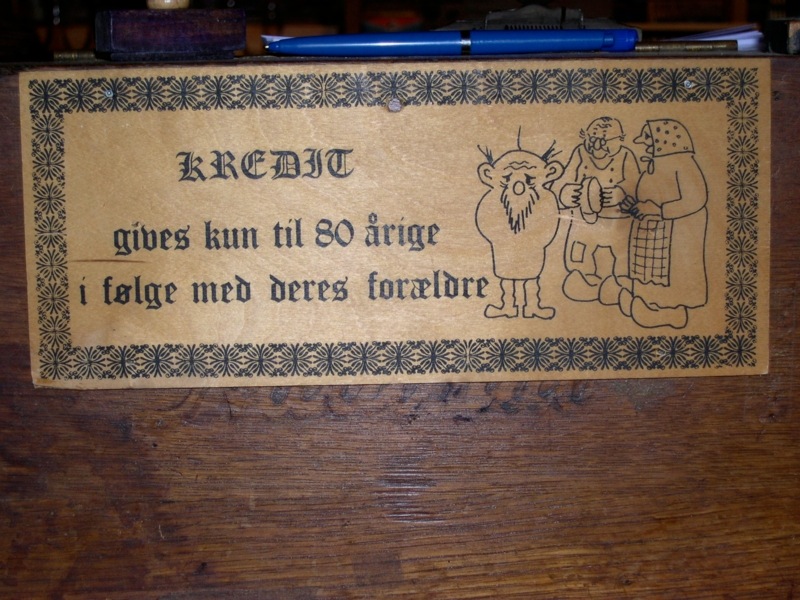 KREDIT
gives kun til 80 årige
i følge med deres forældre